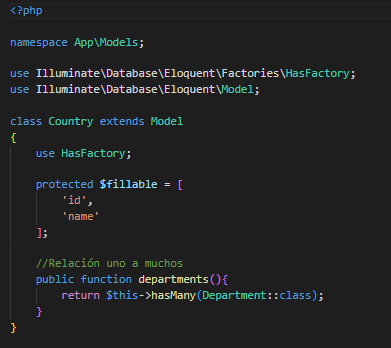 <?php
namespace App\Models;
use Illuminate\Database\Eloquent\Factories\HasFactory;
use Illuminate\Database\Eloquent\Model;
class Country extends Model
{
    use HasFactory;
    protected $fillable = [
        'id',
        'name'
    ];
    //Relación uno a muchos
    public function departments(){
        return $this->hasMany(Department::class);
    }
}